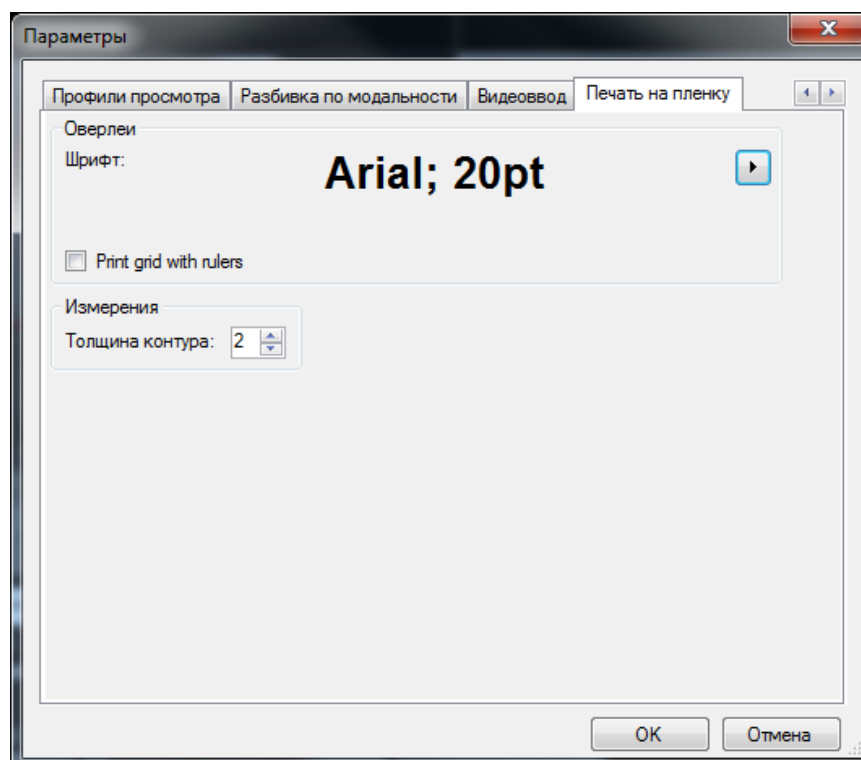 Параметры
Профили просмотра Разбивка по модальности Видеоввод Печать на пленку
Оверлеи
Шрифт: Arial; 20pt
Print grid with rulers
Измерения
Толщина контура: 2
OK Отмена